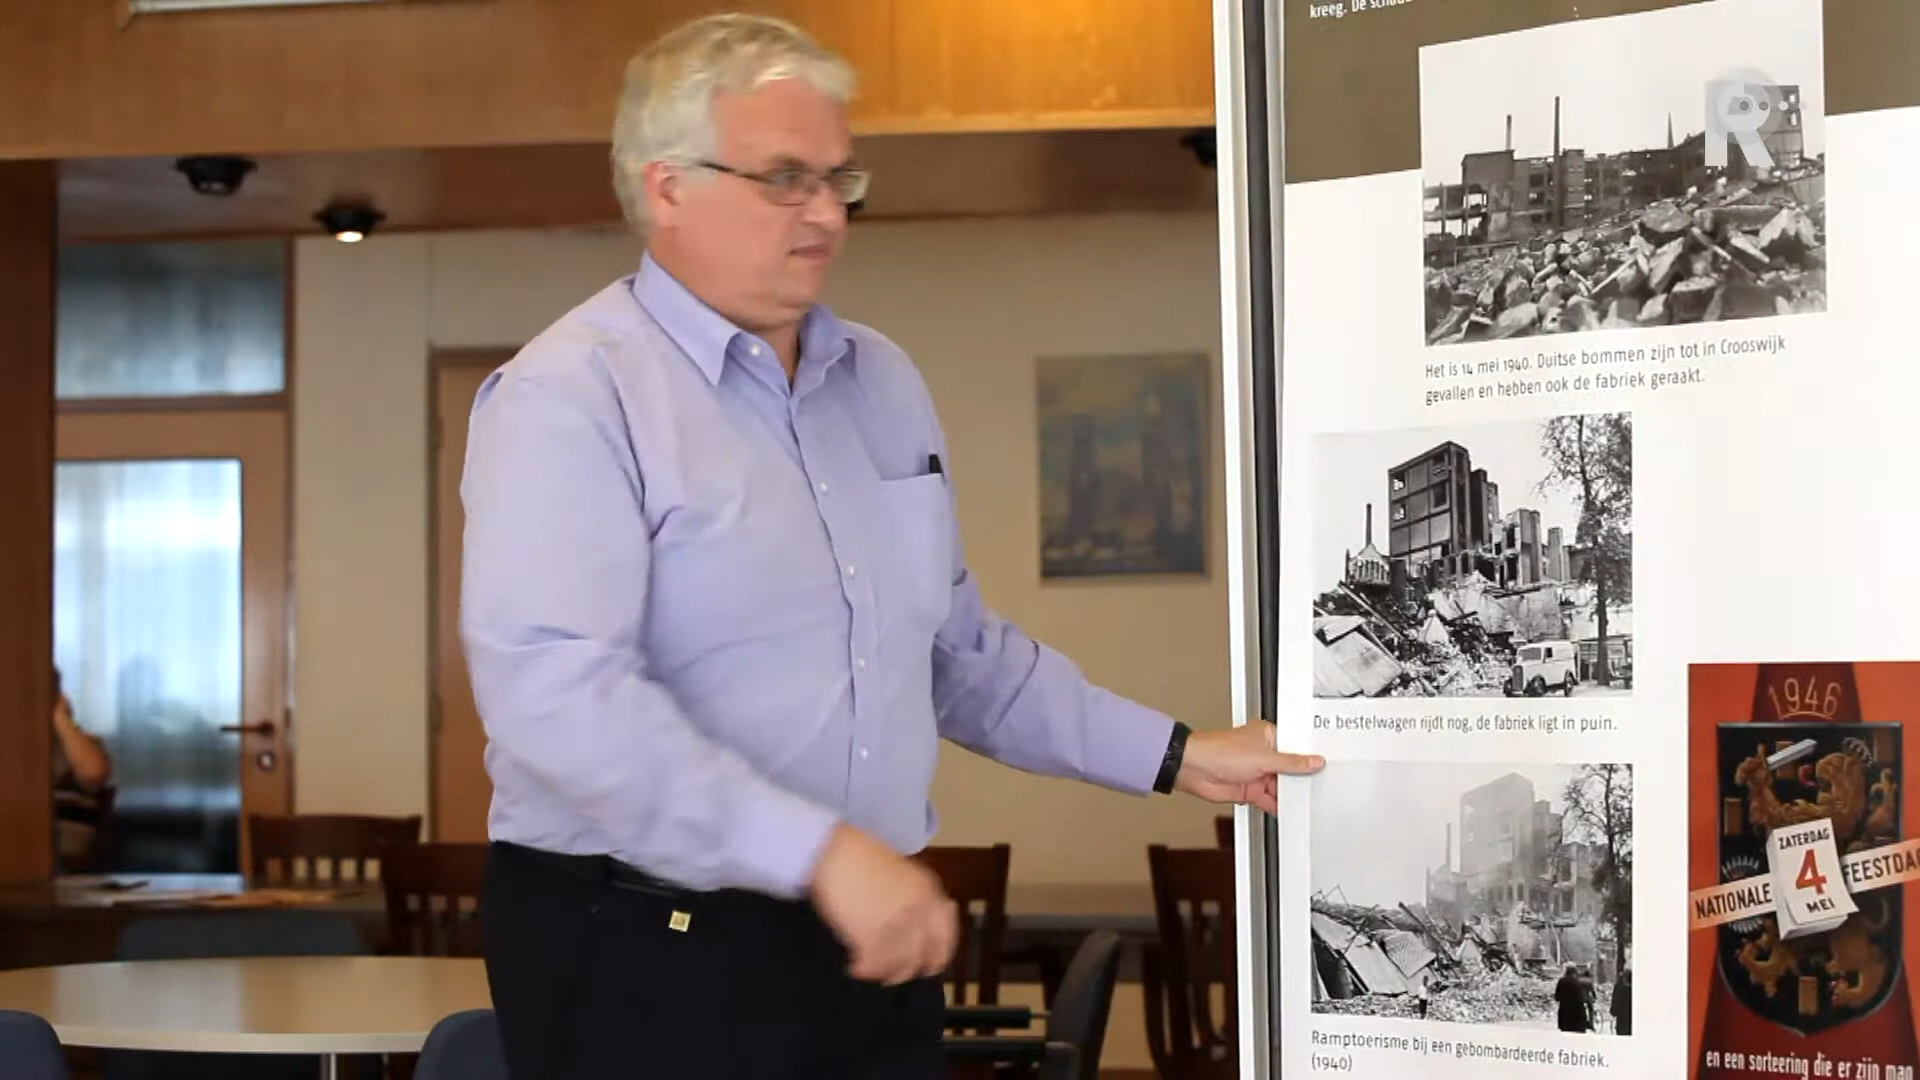 kreeg. De
R
Het is 14 mei 1940. Duitse bommen zijn tot in Crooswijk
gevallen en hebben ook de fabriek geraakt.
De bestelwagen rijdt nog, de fabriek ligt in puin.
1946
ZATERDAG
4
MEI
NATIONALE FEESTDAG
Ramptoerisme bij een gebombardeerde fabriek.
(1940)
en een sorteering die er zijn mag